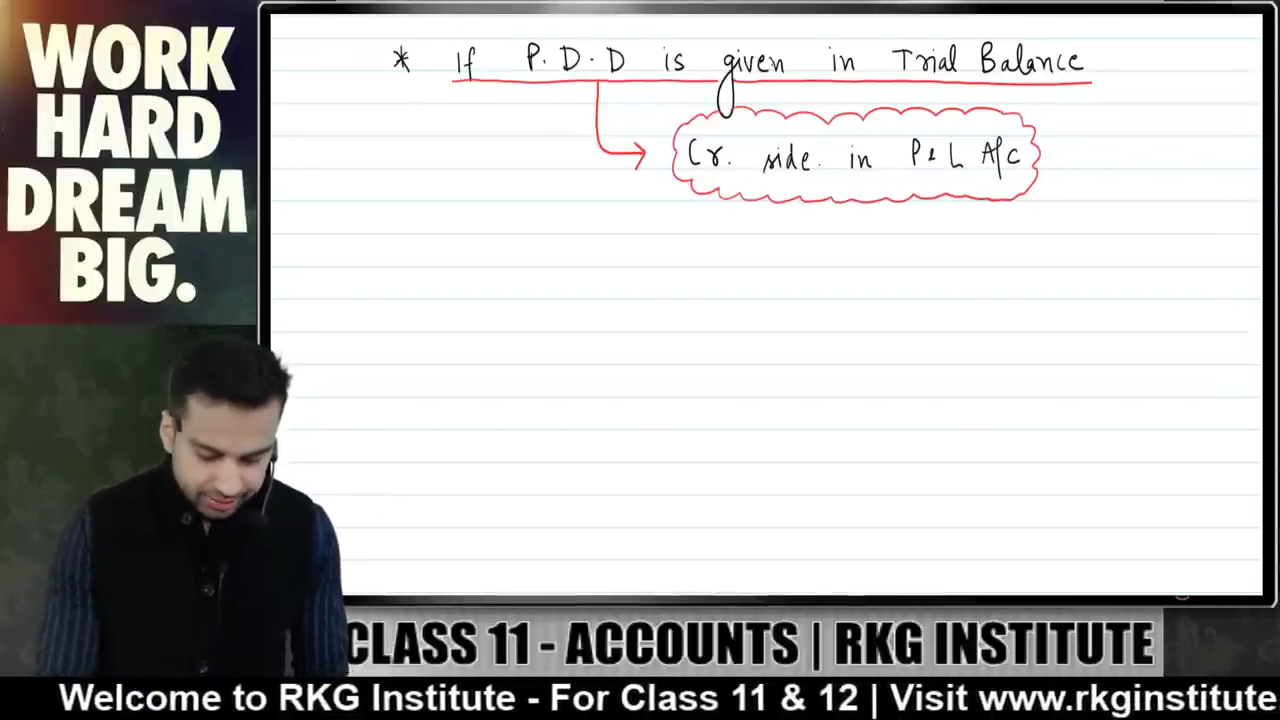 WORK
HARD
DREAM
BIG.
* If P.D.D is given in Trial Balance
Cr. side. in P & L A/c
CLASS 11 - ACCOUNTS | RKG INSTITUTE
Welcome to RKG Institute - For Class 11 & 12 | Visit www.rkginstitute.